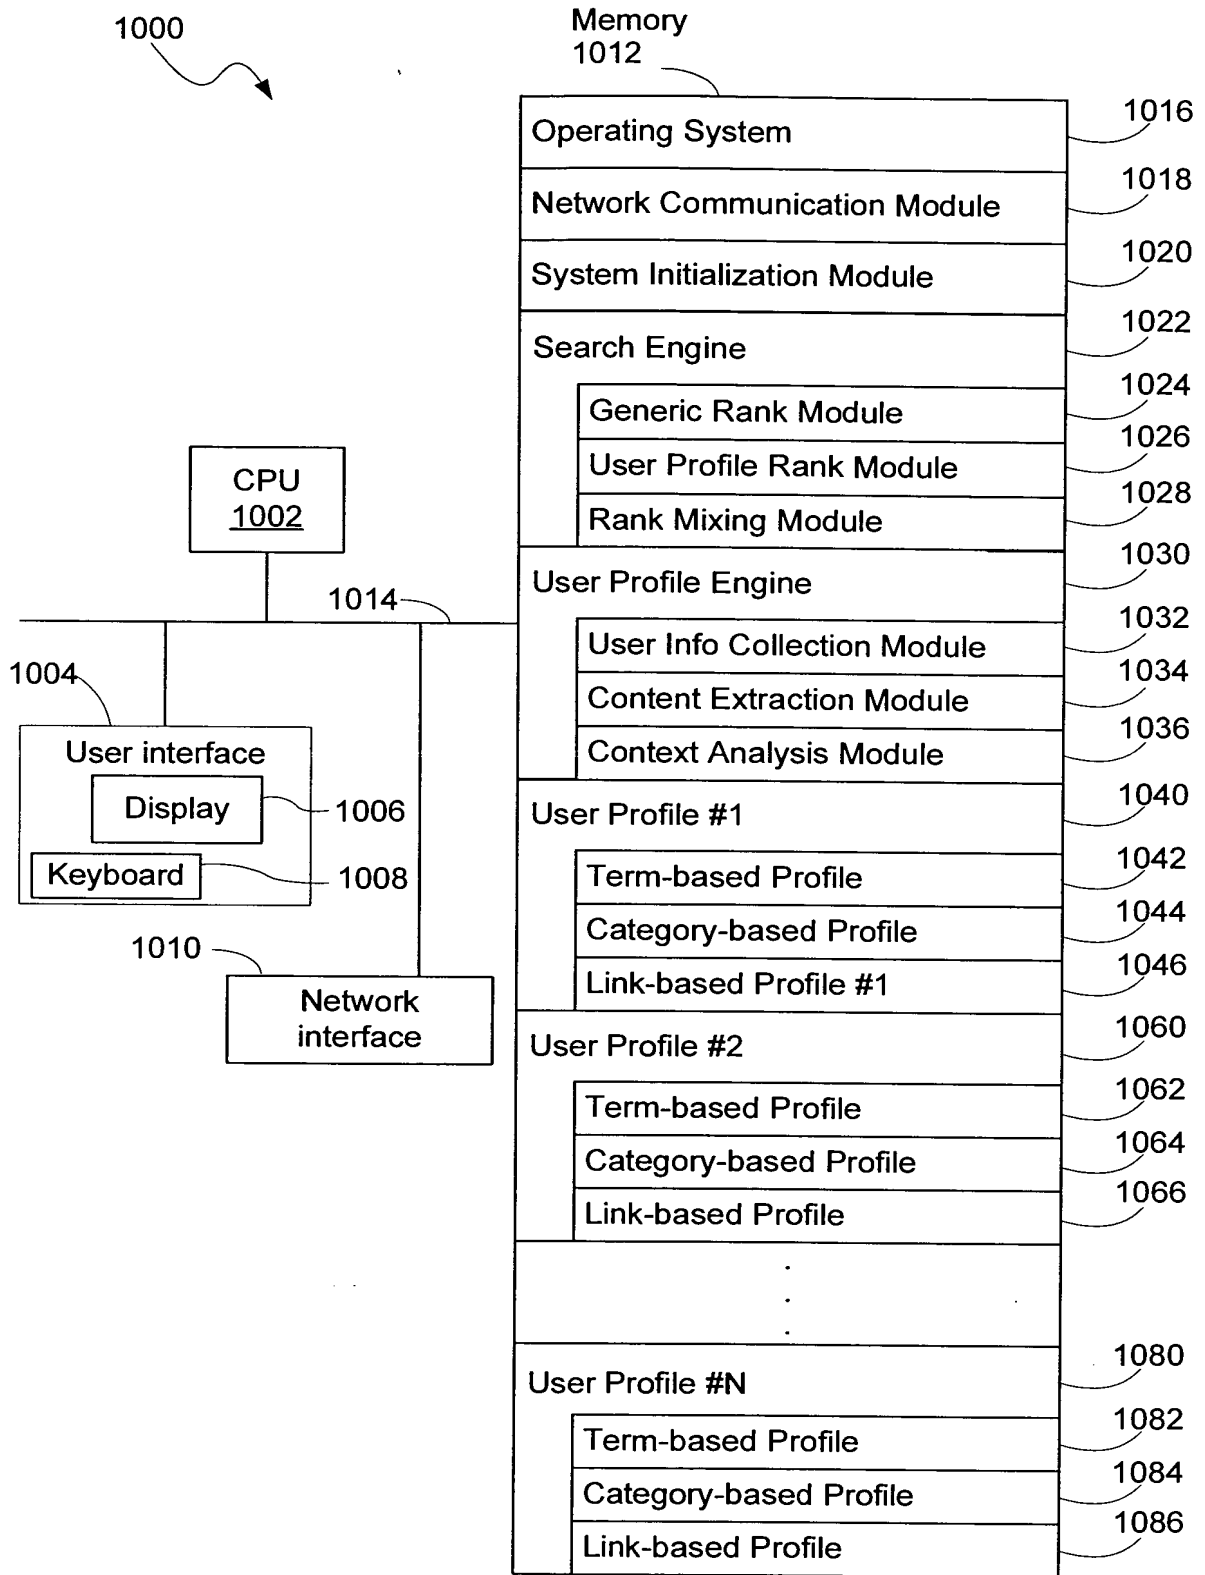 1000
Memory
1012
Operating System
1016
Network Communication Module
1018
System Initialization Module
1020
Search Engine
1022
Generic Rank Module
1024
User Profile Rank Module
1026
Rank Mixing Module
1028
User Profile Engine
1030
User Info Collection Module
1032
Content Extraction Module
1034
Context Analysis Module
1036
CPU
1002
1014
1004
User interface
Display
1006
Keyboard
1008
1010
Network
interface
User Profile #1
1040
Term-based Profile
1042
Category-based Profile
1044
Link-based Profile #1
1046
User Profile #2
1060
Term-based Profile
1062
Category-based Profile
1064
Link-based Profile
1066
User Profile #N
1080
Term-based Profile
1082
Category-based Profile
1084
Link-based Profile
1086